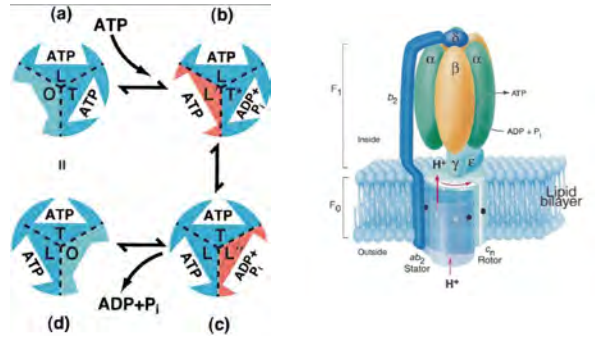 (a)
ATP
(b)
ATP
L
O T
ATP
ATP
L
L T'
ATP
ADP+
Pi
=
ATP
T
L O
ATP
(d)
ATP
T
L L'
ATP
ADP+
Pi
(c)
ADP+Pi
δ
α β α
F1
b2
ATP
ADP + Pi
Inside
H+ γ ε
Lipid
bilayer
F0
Outside
ab2
Stator
cn
Rotor
H+